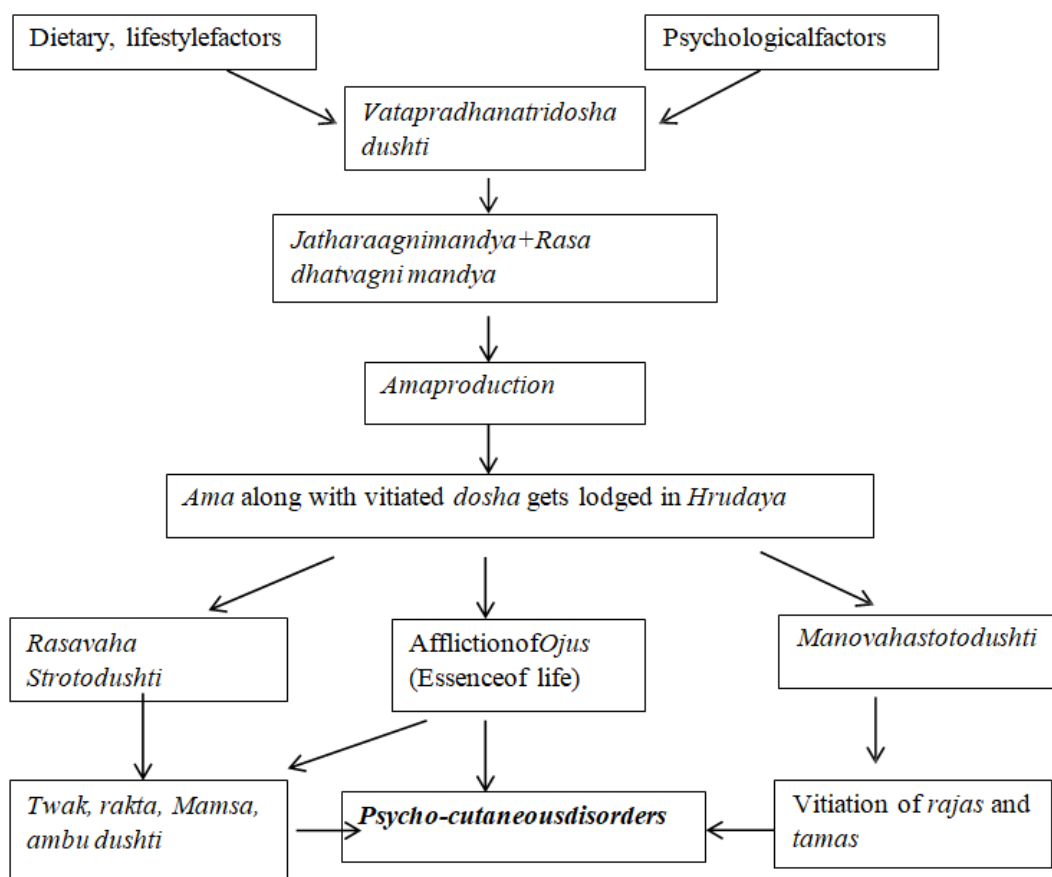 Dietary, lifestylefactors
Psychologicalfactors
Vatapradhanatridosha
dushti
Jatharaagnimandya+Rasa
dhatvagni mandya
Amaproduction
Ama along with vitiated dosha gets lodged in Hrudaya
Rasavaha
Strotodushti
AfflictionofOjus
(Essenceof life)
Manovahastotodushti
Twak, rakta, Mamsa,
ambu dushti
Psycho-cutaneousdisorders
Vitiation of rajas and
tamas